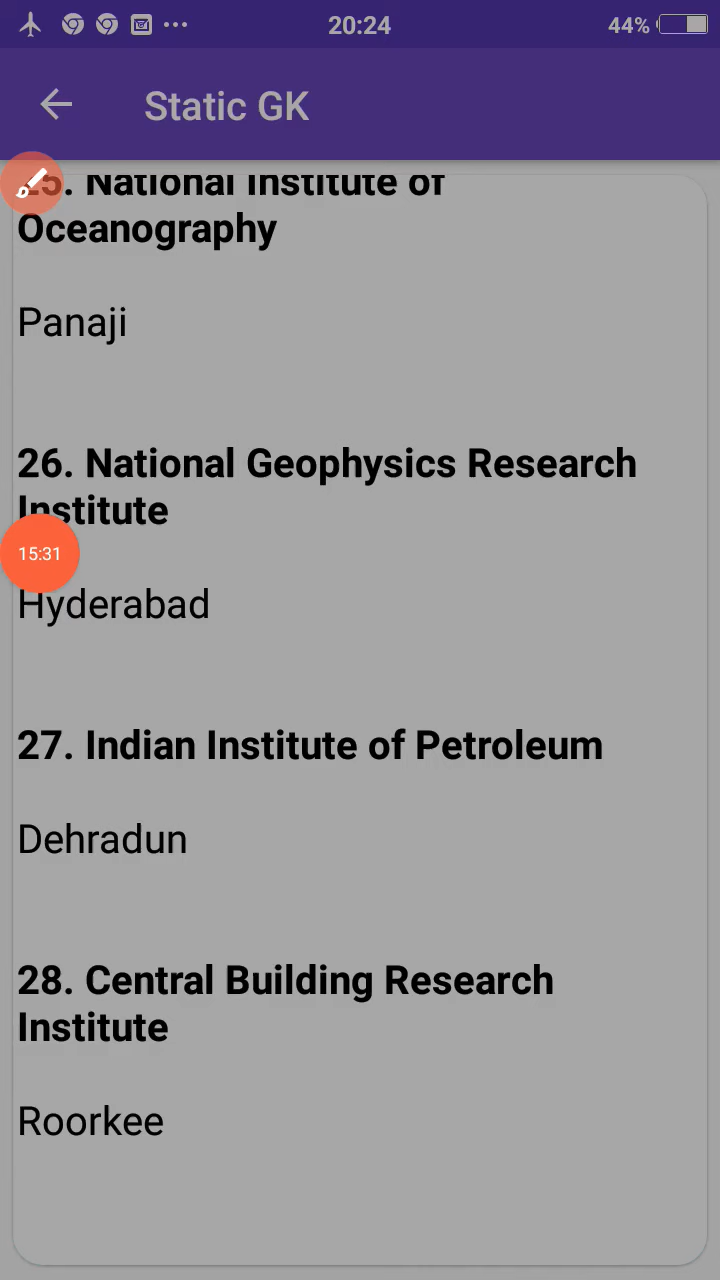 20:24
44%
Static GK
25. National Institute of
Oceanography
Panaji
26. National Geophysics Research
Institute
15:31
Hyderabad
27. Indian Institute of Petroleum
Dehradun
28. Central Building Research
Institute
Roorkee